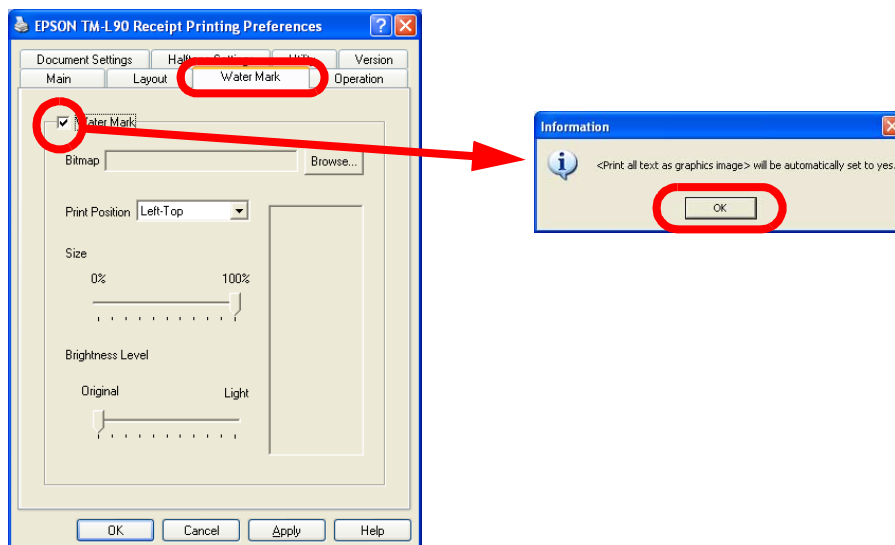 EPSON TM-L90 Receipt Printing Preferences
Document Settings Version
Main Layout Water Mark Operation
Water Mark
Bitmap Browse...
Print Position Left-Top
Size
0% 100%
Brightness Level
Original Light
OK Cancel Apply Help
Information
<Print all text as graphics image> will be automatically set to yes.
OK